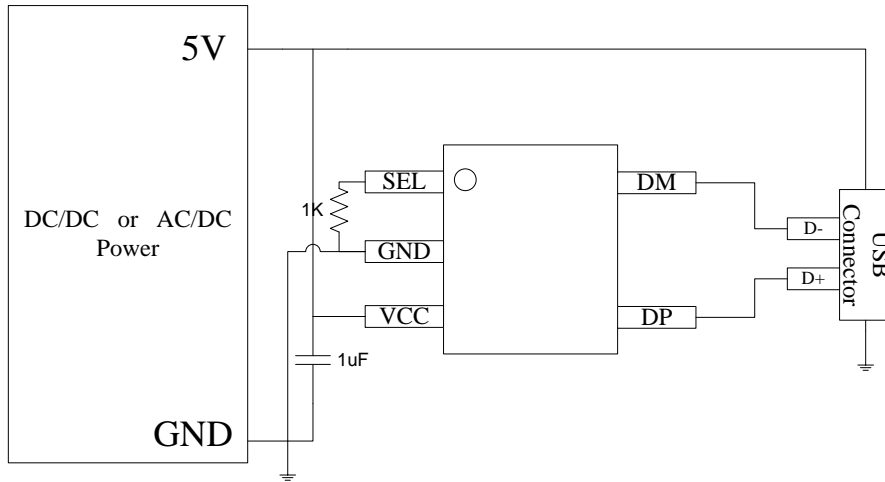 5V
DC/DC or AC/DC
Power
GND
1K
SEL
GND
VCC
1uF
DM
DP
D-
D+
USB
Connector